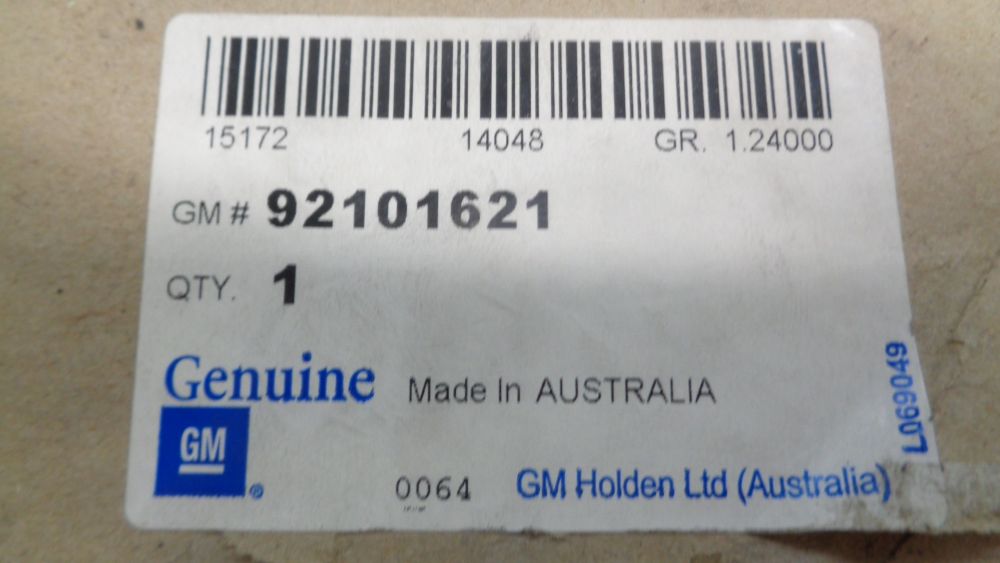 15172 14048 GR. 1.24000
GM # 92101621
QTY. 1
Genuine Made In AUSTRALIA
GM ®
0064 GM Holden Ltd (Australia)
L069049